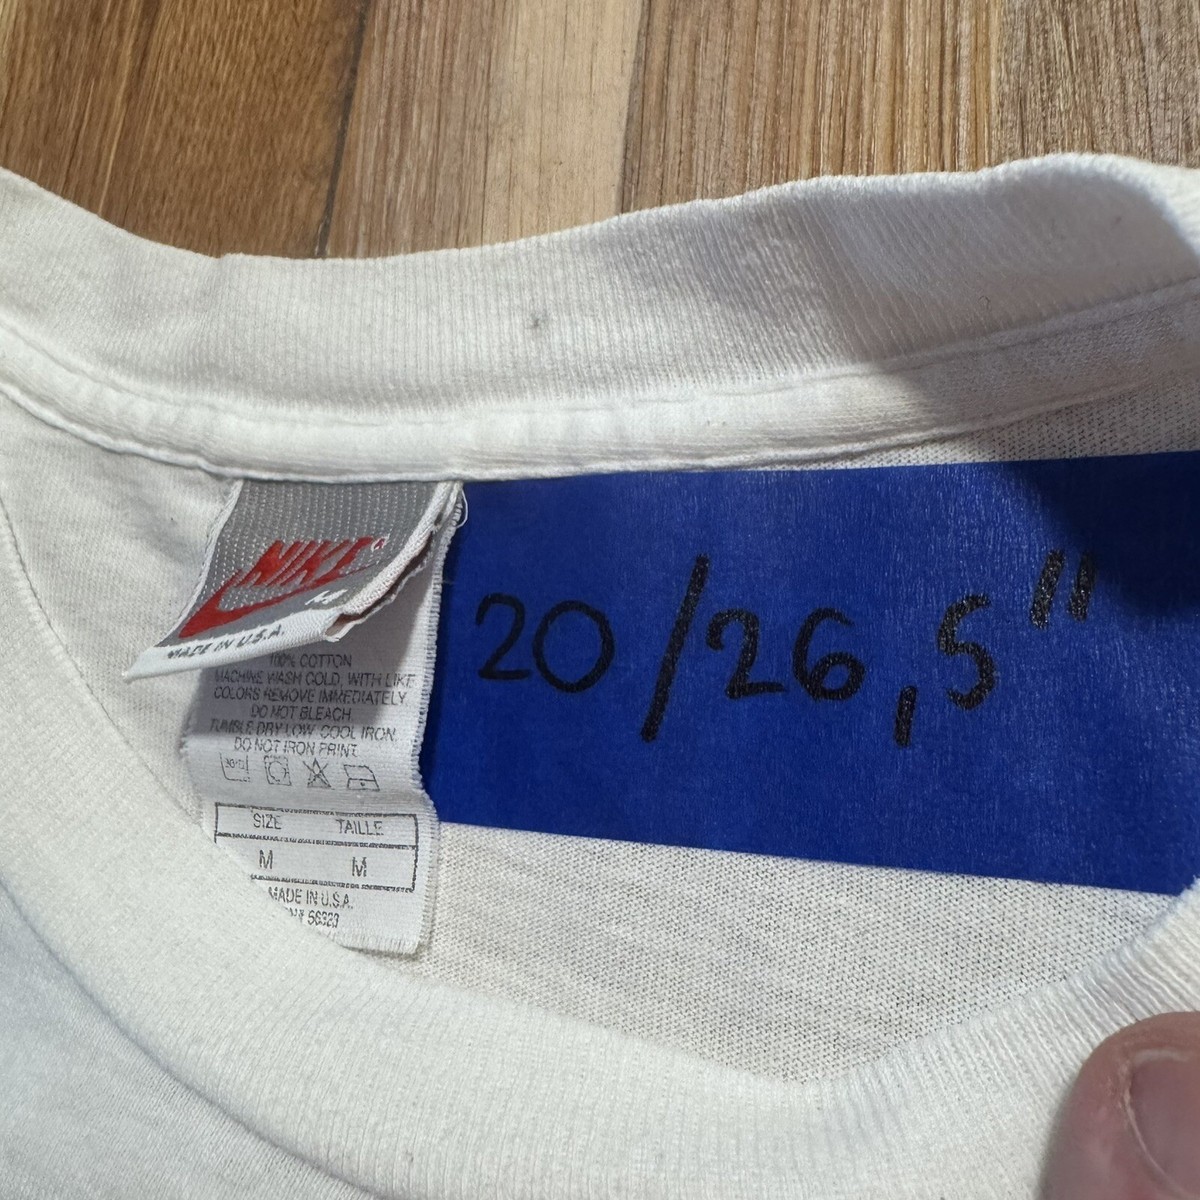 NIKE
M
MADE IN U.S.A.
100% COTTON
MACHINE WASH COLD, WITH LIKE
COLORS REMOVE IMMEDIATELY
DO NOT BLEACH
TUMBLE DRY LOW COOL IRON
DO NOT IRON PRINT
SIZE TAILLE
M M
MADE IN U.S.A.
56323
20/26,5"